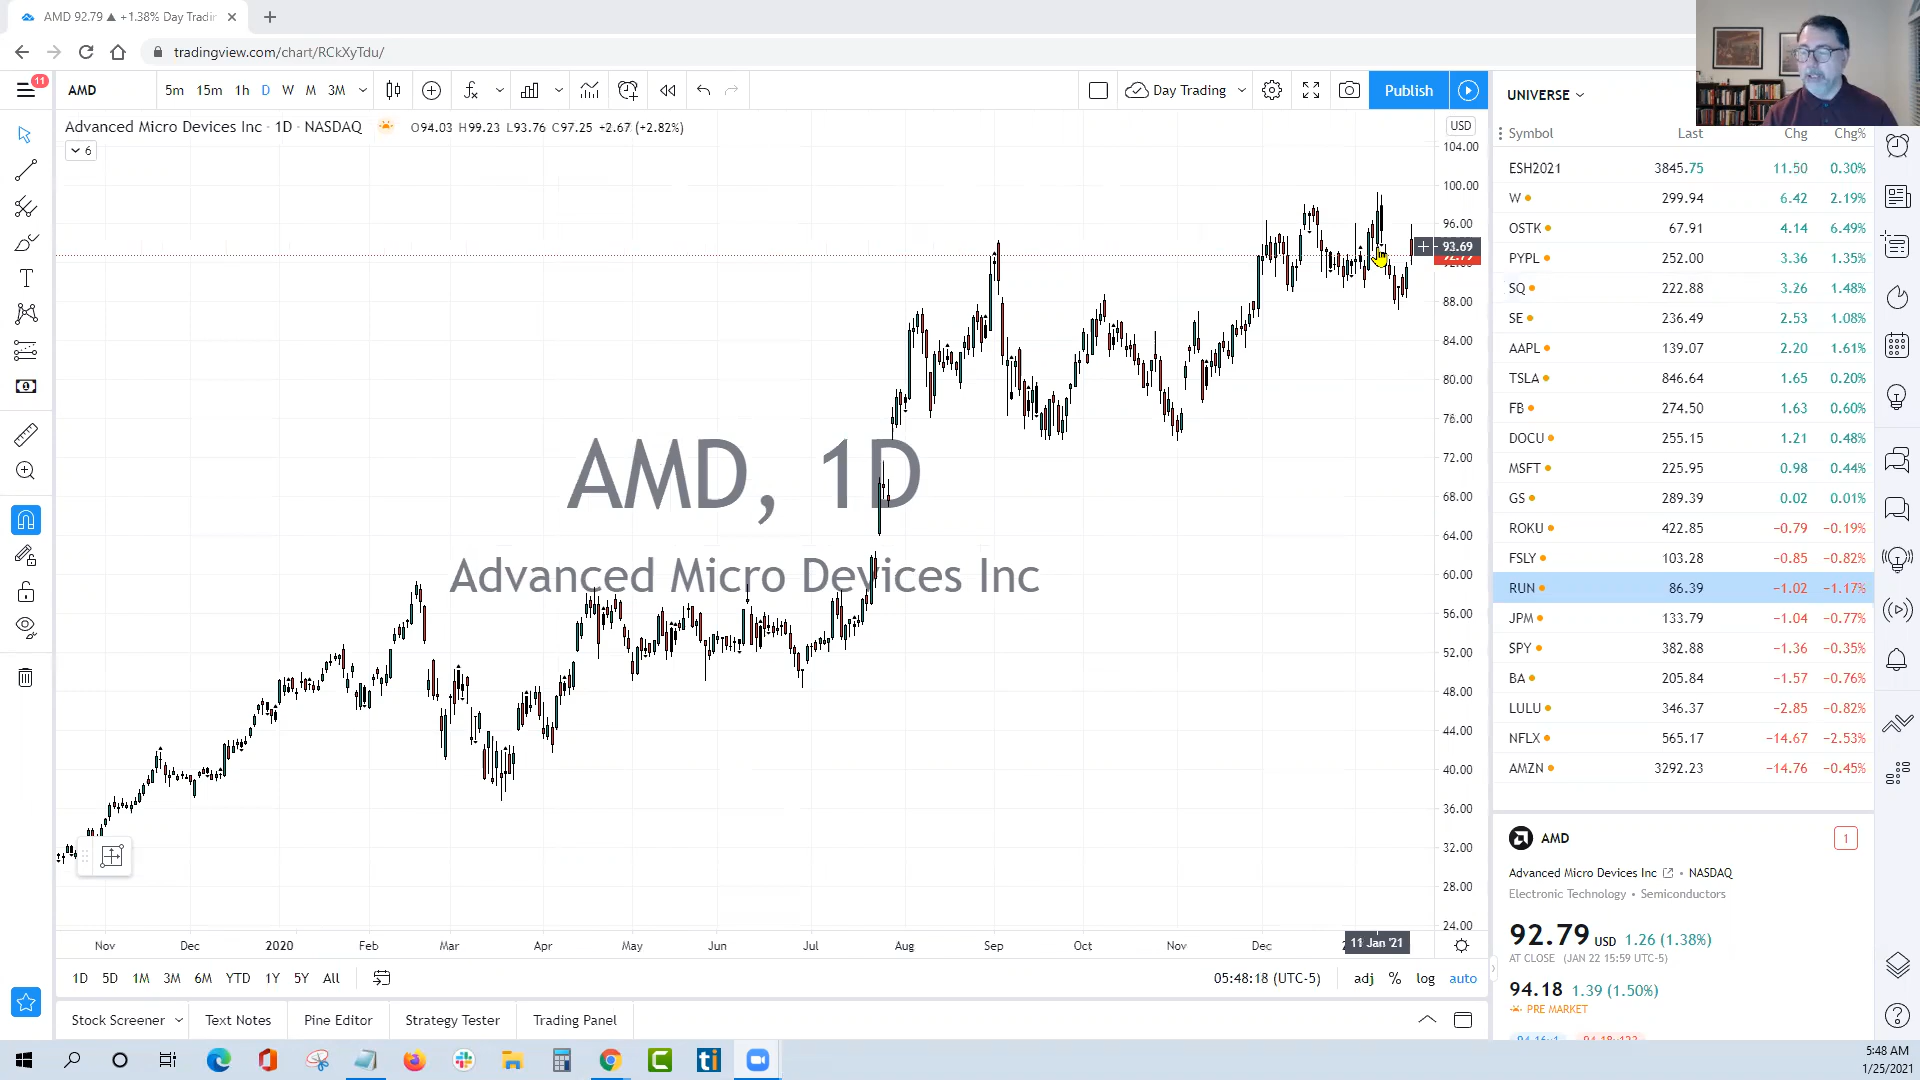 AMD 92.79 ▲ +1.38% Day Tradin
tradingview.com/chart/RCkXyTdu/
11
AMD
5m 15m 1h D W M 3M
Day Trading
Publish
Advanced Micro Devices Inc · 1D · NASDAQ
O94.03 H99.23 L93.76 C97.25 +2.67 (+2.82%)
6
USD
104.00
100.00
96.00
93.69
88.00
84.00
80.00
76.00
72.00
68.00
64.00
60.00
56.00
52.00
48.00
44.00
40.00
36.00
32.00
28.00
24.00
AMD, 1D
Advanced Micro Devices Inc
Nov Dec 2020 Feb Mar Apr May Jun Jul Aug Sep Oct Nov Dec 11 Jan '21
1D 5D 1M 3M 6M YTD 1Y 5Y All
05:48:18 (UTC-5) adj % log auto
Stock Screener Text Notes Pine Editor Strategy Tester Trading Panel
UNIVERSE
Symbol Last Chg Chg%
ESH2021 3845.75 11.50 0.30%
W 299.94 6.42 2.19%
OSTK 67.91 4.14 6.49%
PYPL 252.00 3.36 1.35%
SQ 222.88 3.26 1.48%
SE 236.49 2.53 1.08%
AAPL 139.07 2.20 1.61%
TSLA 846.64 1.65 0.20%
FB 274.50 1.63 0.60%
DOCU 255.15 1.21 0.48%
MSFT 225.95 0.98 0.44%
GS 289.39 0.02 0.01%
ROKU 422.85 −0.79 −0.19%
FSLY 103.28 −0.85 −0.82%
RUN 86.39 −1.02 −1.17%
JPM 133.79 −1.04 −0.77%
SPY 382.88 −1.36 −0.35%
BA 205.84 −1.57 −0.76%
LULU 346.37 −2.85 −0.82%
NFLX 565.17 −14.67 −2.53%
AMZN 3292.23 −14.76 −0.45%
AMD 1
Advanced Micro Devices Inc • NASDAQ
Electronic Technology • Semiconductors
92.79 USD 1.26 (1.38%)
AT CLOSE (JAN 22 15:59 UTC-5)
94.18 1.39 (1.50%)
PRE MARKET
5:48 AM
1/25/2021